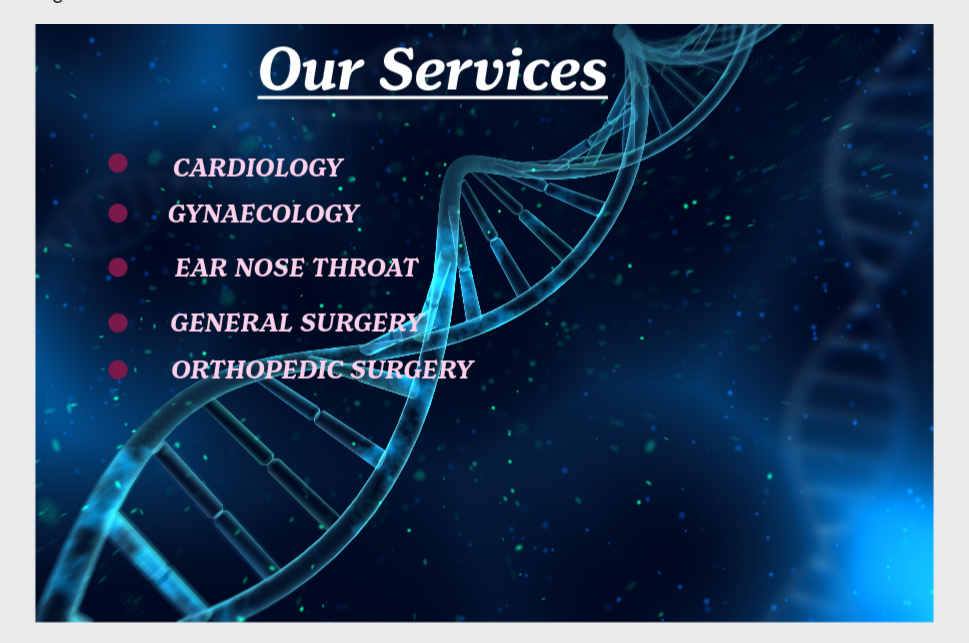 Our Services
CARDIOLOGY
GYNAECOLOGY
EAR NOSE THROAT
GENERAL SURGERY
ORTHOPEDIC SURGERY